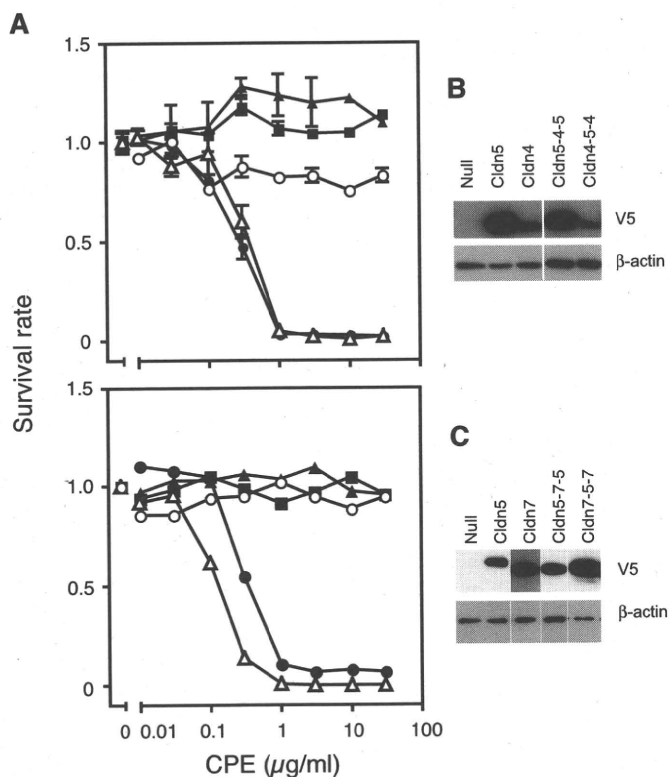 A
1.5
1.0
0.5
0
Survival rate
1.5
1.0
0.5
0
0 0.01 0.1 1 10 100
CPE (μg/ml)
B
Null Cldn5 Cldn4 Cldn5-4-5 Cldn4-5-4
V5
β-actin
C
Null Cldn5 Cldn7 Cldn5-7-5 Cldn7-5-7
V5
β-actin